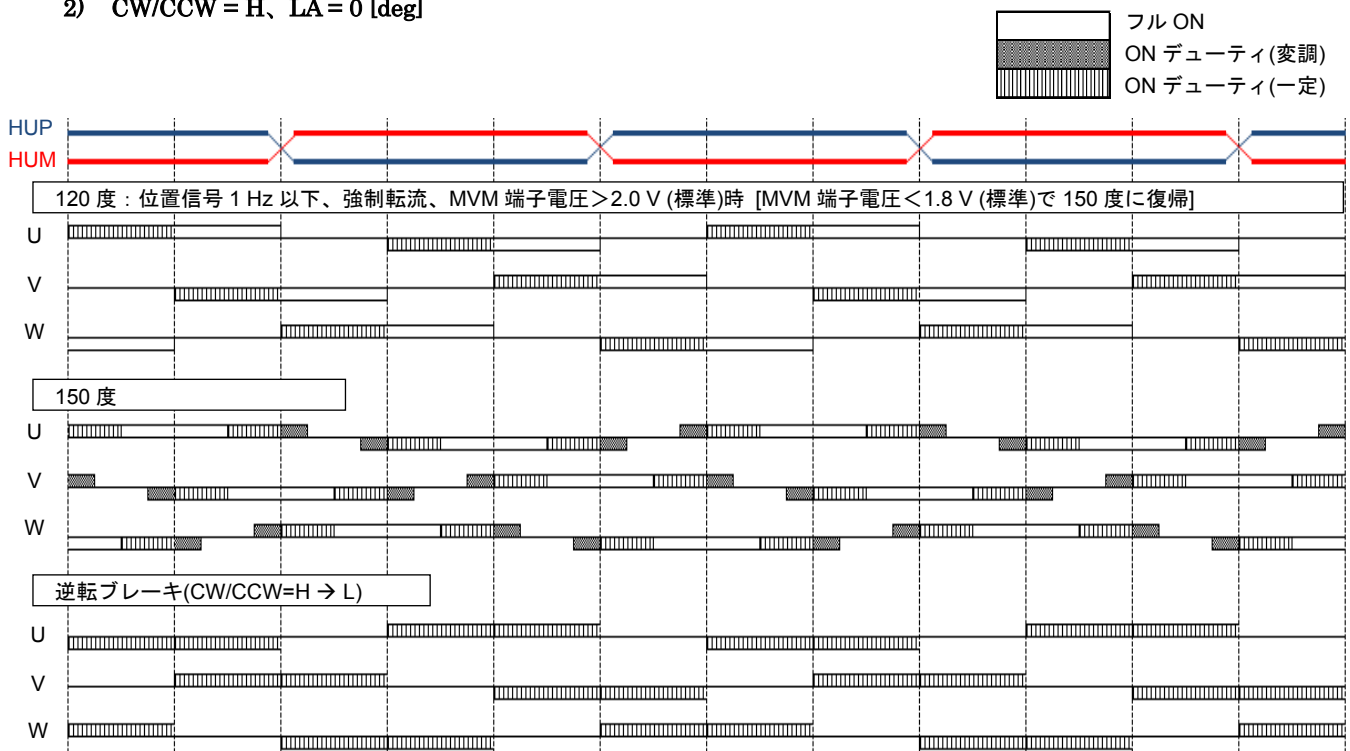 2) CW/CCW = H、LA = 0 [deg]
フル ON
ON デューティ(変調)
ON デューティ(一定)
HUP
HUM
120 度：位置信号 1 Hz 以下、強制転流、MVM 端子電圧＞2.0 V (標準)時 [MVM 端子電圧＜1.8 V (標準)で 150 度に復帰]
U
V
W
150 度
U
V
W
逆転ブレーキ(CW/CCW=H → L)
U
V
W